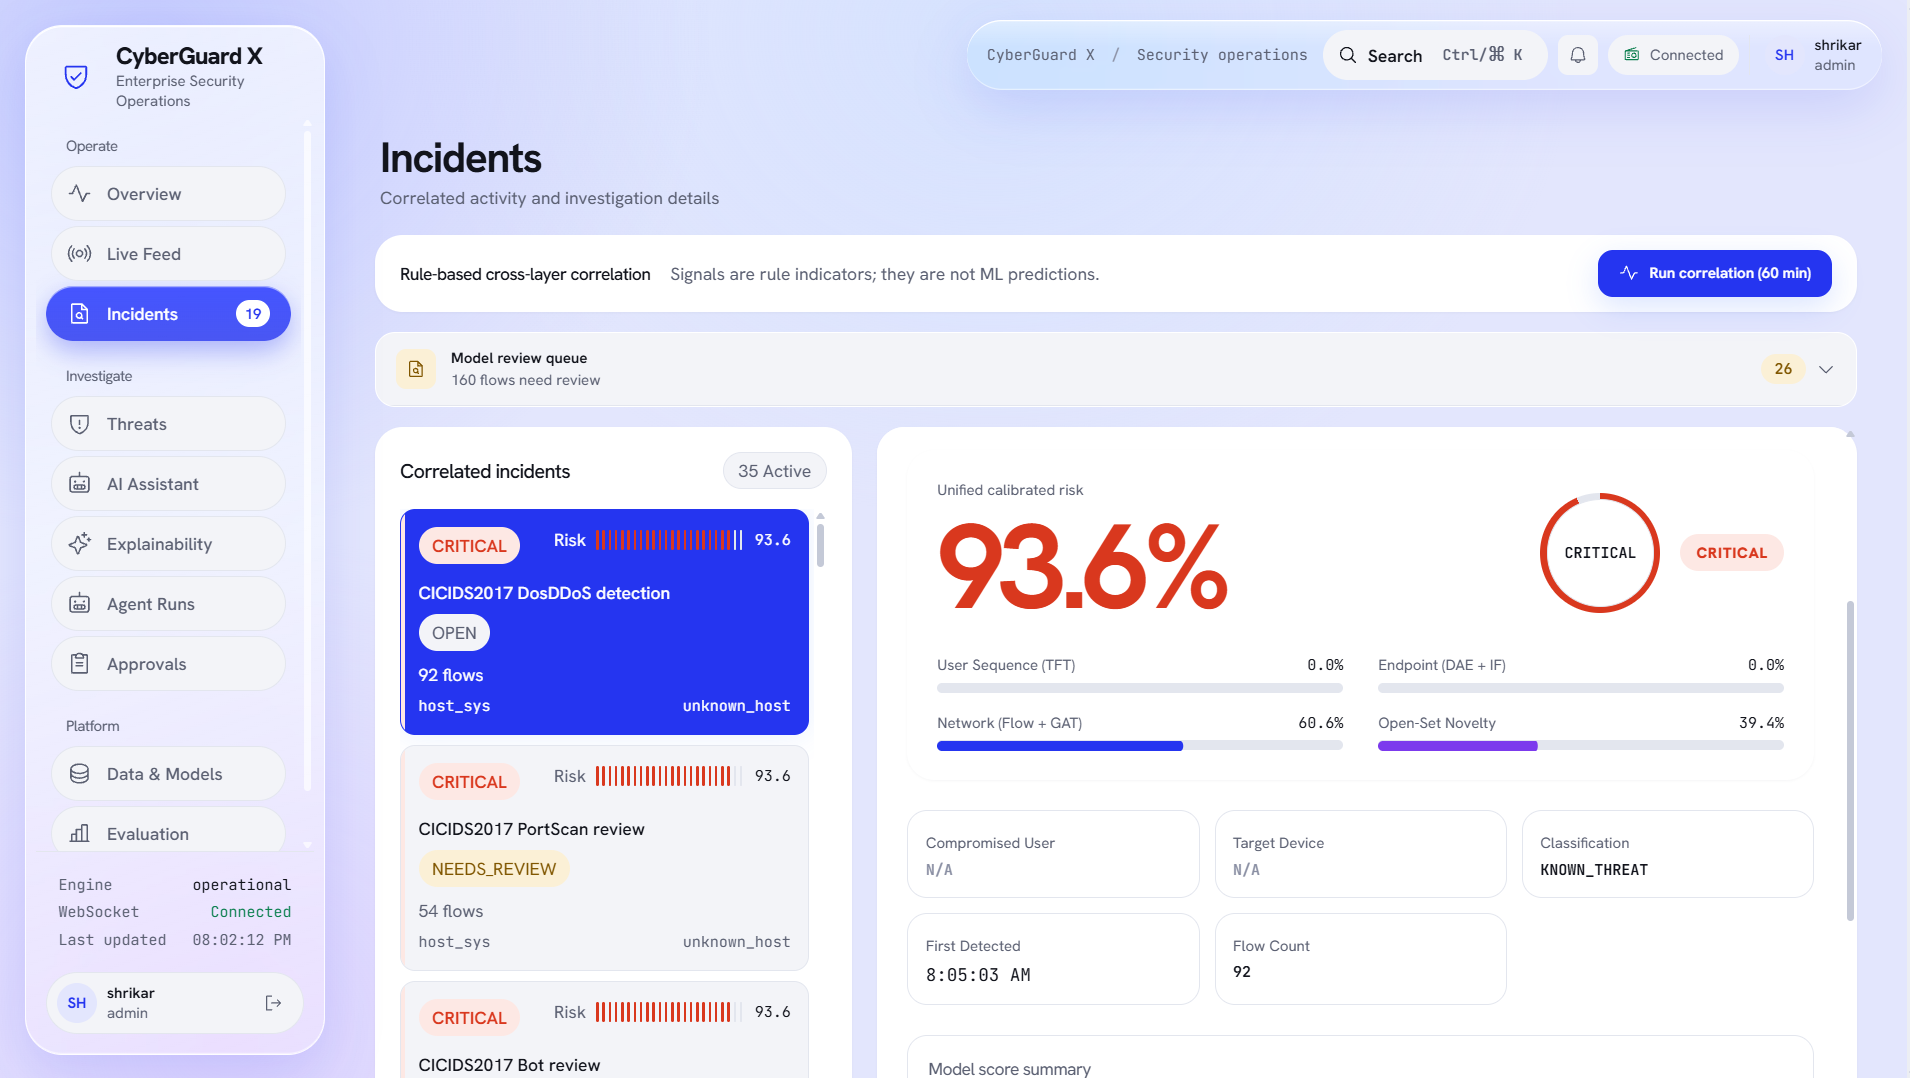 CyberGuard X
Enterprise Security
Operations
Operate
Overview
Live Feed
Incidents 19
Investigate
Threats
AI Assistant
Explainability
Agent Runs
Approvals
Platform
Data & Models
Evaluation
Engine operational
WebSocket Connected
Last updated 08:02:12 PM
SH
shrikar
admin
CyberGuard X / Security operations
Search Ctrl/⌘ K
Connected
SH
shrikar
admin
Incidents
Correlated activity and investigation details
Rule-based cross-layer correlation Signals are rule indicators; they are not ML predictions.
Run correlation (60 min)
Model review queue
160 flows need review
26
Correlated incidents
35 Active
CRITICAL Risk 93.6
CICIDS2017 DosDDoS detection
OPEN
92 flows
host_sys unknown_host
CRITICAL Risk 93.6
CICIDS2017 PortScan review
NEEDS_REVIEW
54 flows
host_sys unknown_host
CRITICAL Risk 93.6
CICIDS2017 Bot review
Unified calibrated risk
93.6%
CRITICAL
CRITICAL
User Sequence (TFT) 0.0%
Endpoint (DAE + IF) 0.0%
Network (Flow + GAT) 60.6%
Open-Set Novelty 39.4%
Compromised User
N/A
Target Device
N/A
Classification
KNOWN_THREAT
First Detected
8:05:03 AM
Flow Count
92
Model score summary